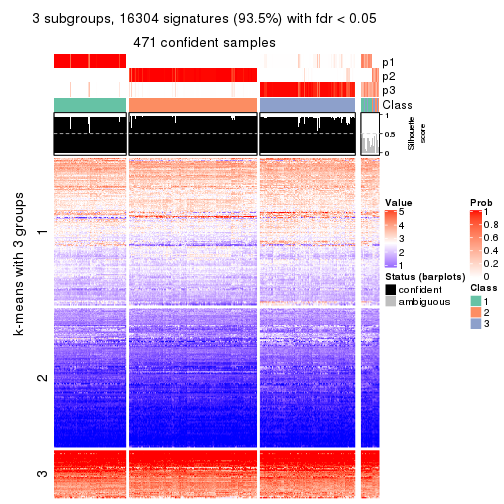 3 subgroups, 16304 signatures (93.5%) with fdr < 0.05
471 confident samples
p1
p2
p3
Class
1
0.5
0
Silhouette
score
k-means with 3 groups
1
2
3
Value
5
4
3
2
1
Status (barplots)
confident
ambiguous
Prob
1
0.8
0.6
0.4
0.2
0
Class
1
2
3